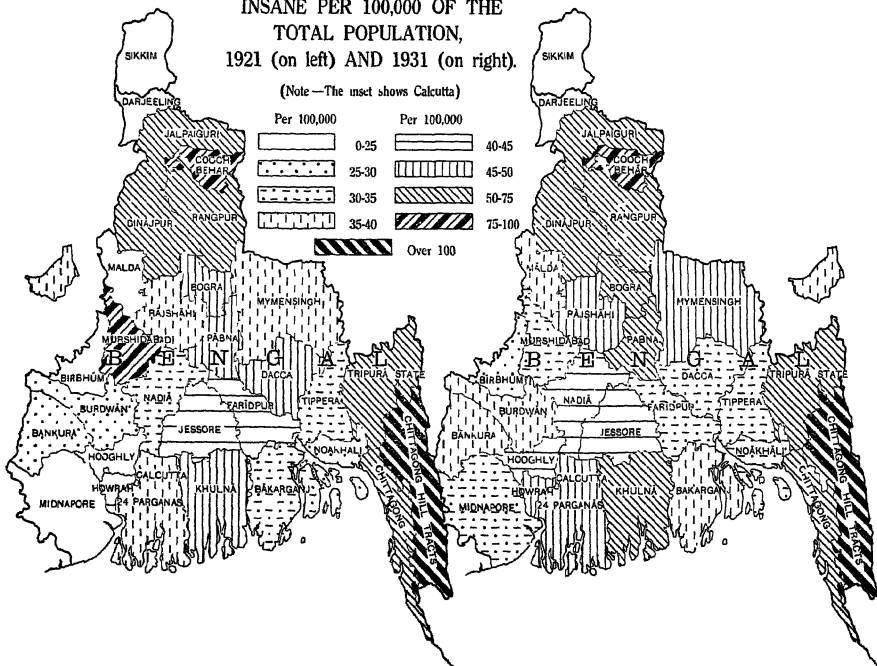 INSANE PER 100,000 OF THE
TOTAL POPULATION,
1921 (on left) AND 1931 (on right).
(Note—The inset shows Calcutta)
Per 100,000
Per 100,000
0-25
40-45
25-30
45-50
30-35
50-75
35-40
75-100
Over 100
SIKKIM
DARJEELING
JALPAIGURI
COOCH
BEHAR
DINAJPUR
RANGPUR
MALDA
BOGRA
RAJSHAHI
MYMENSINGH
MURSHIDABAD
PABNA
BENGAL
BIRBHUM
DACCA
TRIPURA STATE
NADIA
BURDWAN
FARIDPUR
TIPPERA
BANKURA
JESSORE
HOOGHLY
NOAKHALI
CALCUTTA
HOWRAH
24 PARGANAS
KHULNA
BAKARGANJ
MIDNAPORE
CHITTAGONG
CHITTAGONG HILL TRACTS
SIKKIM
DARJEELING
JALPAIGURI
COOCH
BEHAR
DINAJPUR
RANGPUR
MALDA
BOGRA
RAJSHAHI
MYMENSINGH
MURSHIDABAD
PABNA
BENGAL
BIRBHUM
DACCA
TRIPURA STATE
NADIA
BURDWAN
FARIDPUR
TIPPERA
BANKURA
JESSORE
HOOGHLY
NOAKHALI
CALCUTTA
HOWRAH
24 PARGANAS
KHULNA
BAKARGANJ
MIDNAPORE
CHITTAGONG
CHITTAGONG HILL TRACTS